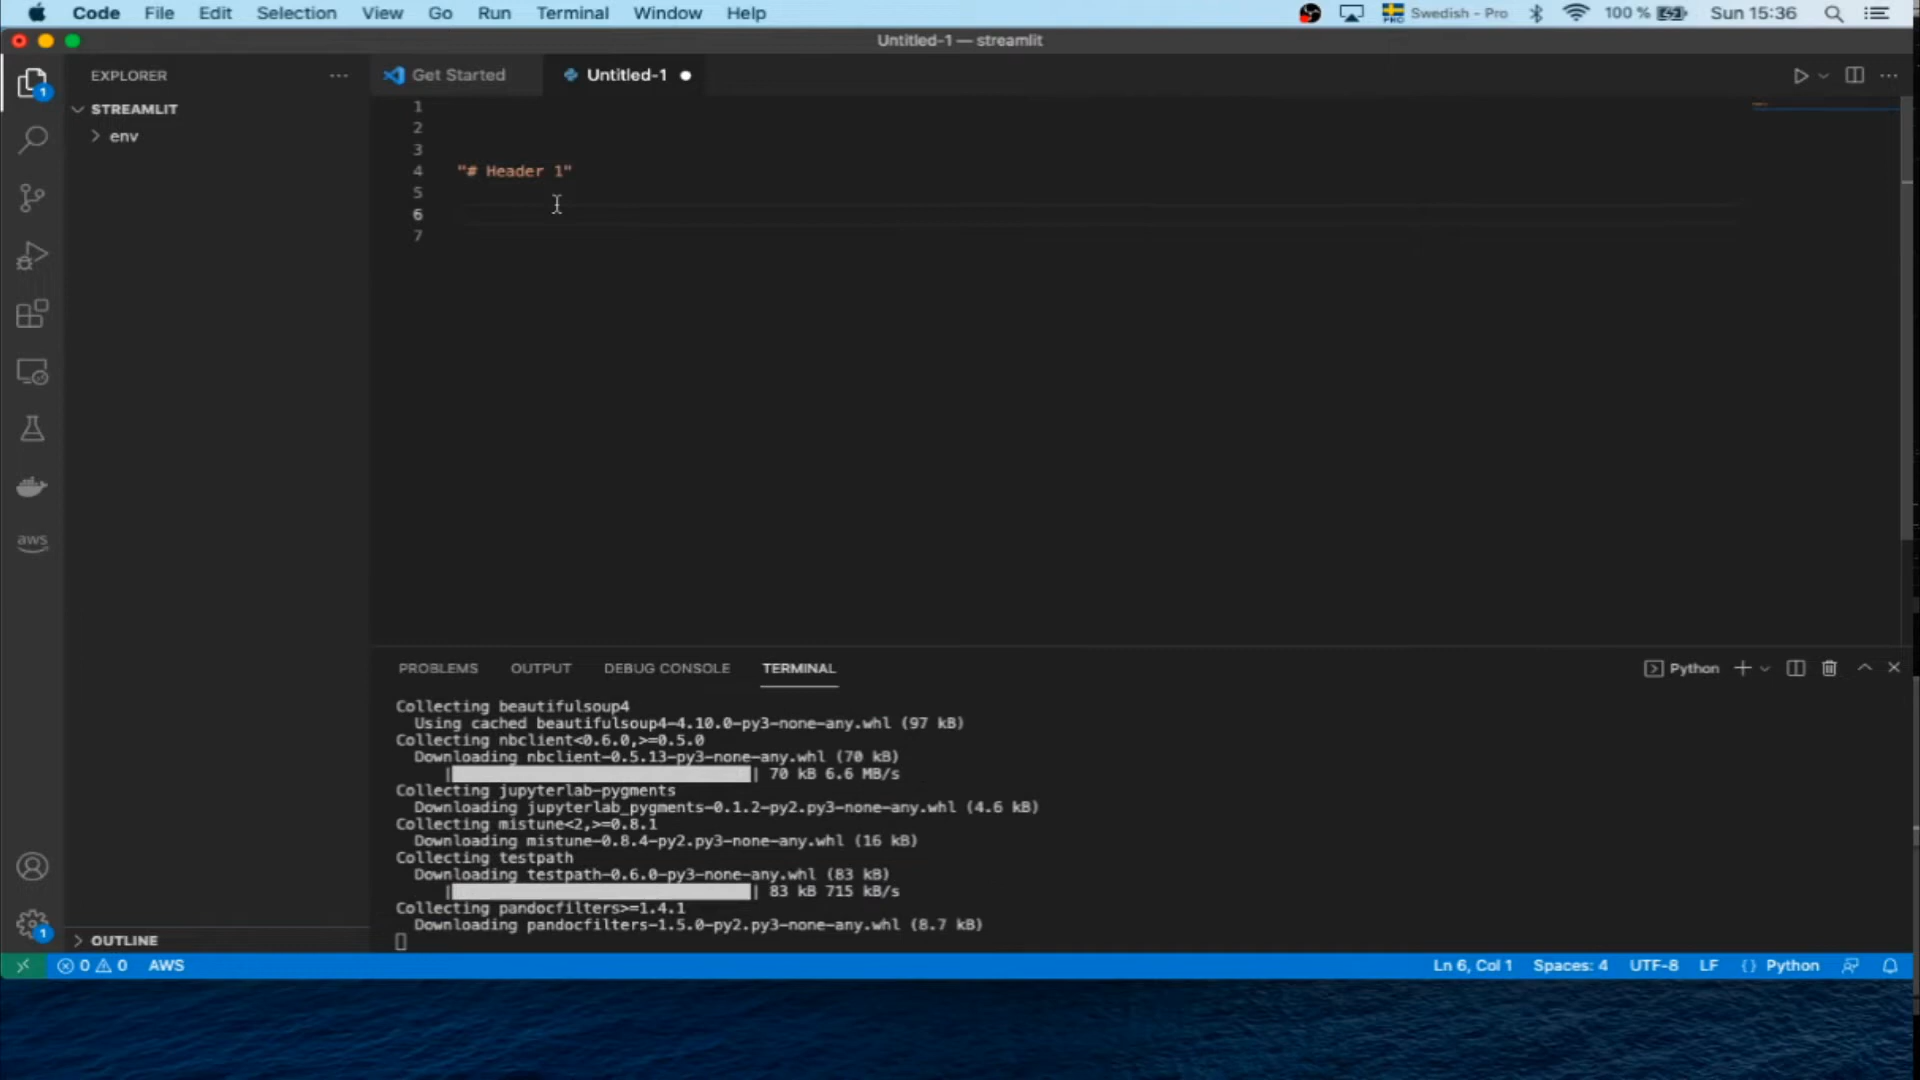 Code File Edit Selection View Go Run Terminal Window Help PRO Swedish - Pro 100 % Sun 15:36
Untitled-1 — streamlit
EXPLORER ...
Get Started Untitled-1
STREAMLIT
env
1
2
3
4 "# Header 1"
5
6
7
1
aws
PROBLEMS OUTPUT DEBUG CONSOLE TERMINAL Python
Collecting beautifulsoup4
Using cached beautifulsoup4-4.10.0-py3-none-any.whl (97 kB)
Collecting nbclient<0.6.0,>=0.5.0
Downloading nbclient-0.5.13-py3-none-any.whl (70 kB)
| | 70 kB 6.6 MB/s
Collecting jupyterlab-pygments
Downloading jupyterlab_pygments-0.1.2-py2.py3-none-any.whl (4.6 kB)
Collecting mistune<2,>=0.8.1
Downloading mistune-0.8.4-py2.py3-none-any.whl (16 kB)
Collecting testpath
Downloading testpath-0.6.0-py3-none-any.whl (83 kB)
| | 83 kB 715 kB/s
Collecting pandocfilters>=1.4.1
Downloading pandocfilters-1.5.0-py2.py3-none-any.whl (8.7 kB)
1
OUTLINE
0 0 AWS Ln 6, Col 1 Spaces: 4 UTF-8 LF {} Python